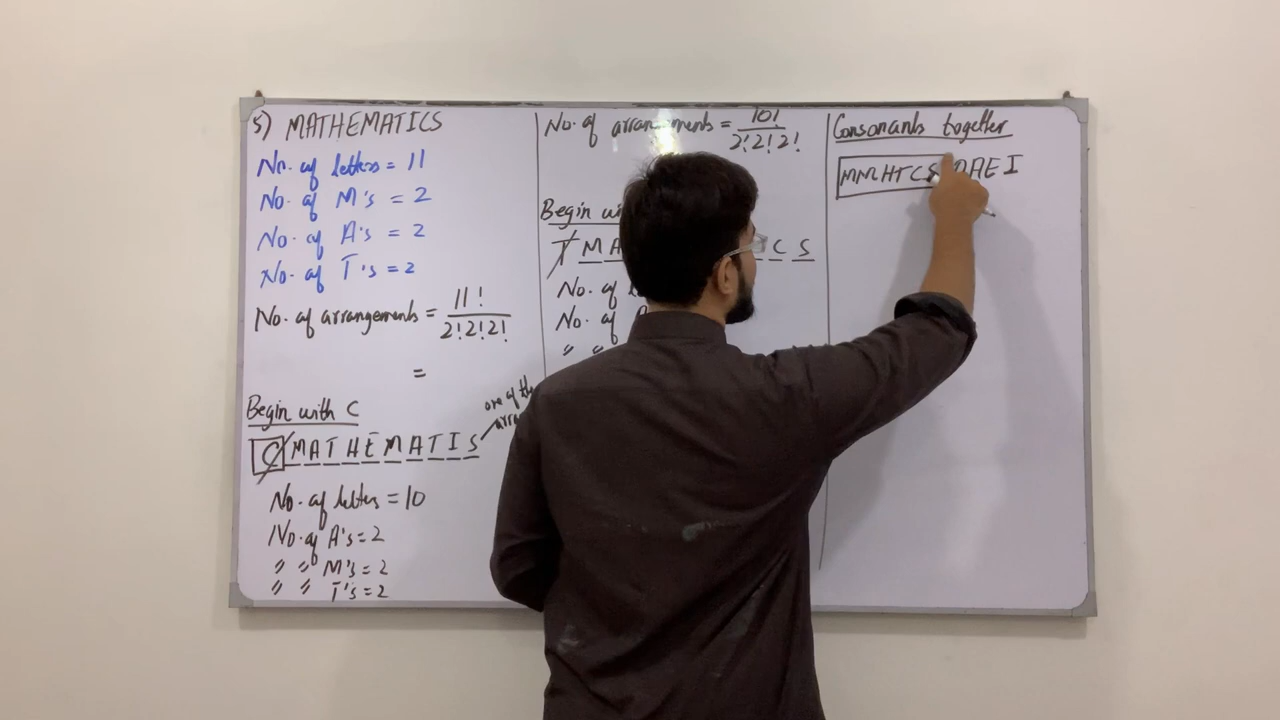 5) MATHEMATICS
No. of letters = 11
No. of M's = 2
No. of A's = 2
No. of T's = 2
No. of arrangements = 11! / 2!2!2!
=
Begin with C
C MATHEMATIS
one of the
No. of letters = 10
No. of A's = 2
" " M's = 2
" " T's = 2
No. of arrangements = 10! / 2!2!2!
Begin
T M A C S
No. of
No. of
" "
Consonants together
MMHTCS AEI